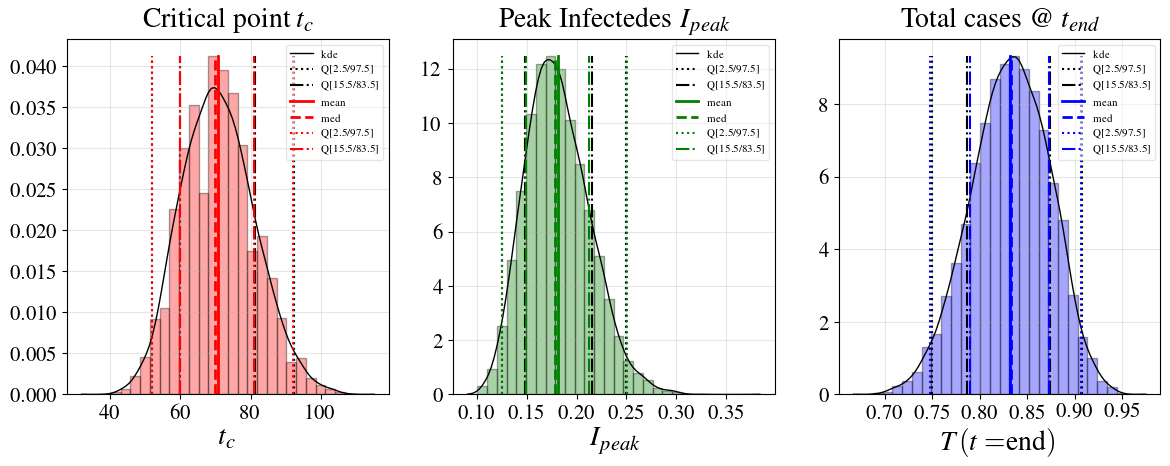 Critical point t_c
0.040
0.035
0.030
0.025
0.020
0.015
0.010
0.005
0.000
40 60 80 100
t_c
kde
Q[2.5/97.5]
Q[15.5/83.5]
mean
med
Q[2.5/97.5]
Q[15.5/83.5]
Peak Infectedes I_{peak}
12
10
8
6
4
2
0
0.10 0.15 0.20 0.25 0.30 0.35
I_{peak}
kde
Q[2.5/97.5]
Q[15.5/83.5]
mean
med
Q[2.5/97.5]
Q[15.5/83.5]
Total cases @ t_{end}
8
6
4
2
0
0.70 0.75 0.80 0.85 0.90 0.95
T(t =end)
kde
Q[2.5/97.5]
Q[15.5/83.5]
mean
med
Q[2.5/97.5]
Q[15.5/83.5]